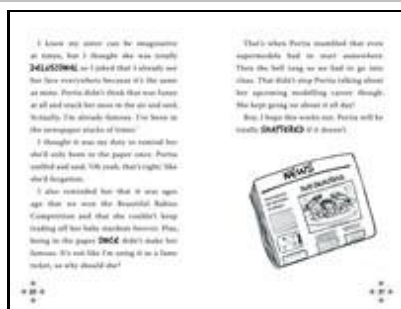 I know my sister can be imaginative
at times, but I thought she was totally
DELUSIONAL so I joked that I already see
her face everywhere because it's the same
as mine. Portia didn't think that was funny
at all and stuck her nose in the air and said,
'Actually, I'm already famous. I've been in
the newspaper stacks of times.'
I thought it was my duty to remind her
she'd only been in the paper once. Portia
sniffed and said, 'Oh yeah, that's right,' like
she'd forgotten.
I also reminded her that it was ages
ago that we won the Beautiful Babies
Competition and that she couldn't keep
trading off her baby stardom forever. Plus,
being in the paper ONCE didn't make her
famous. It's not like I'm using it as a fame
ticket, so why should she?
That's when Portia mumbled that even
supermodels had to start somewhere.
Then the bell rang so we had to go into
class. That didn't stop Portia talking about
her upcoming modelling career though.
She kept going on about it all day!
Boy, I hope this works out. Portia will be
totally SHATTERED if it doesn't.
NEWS